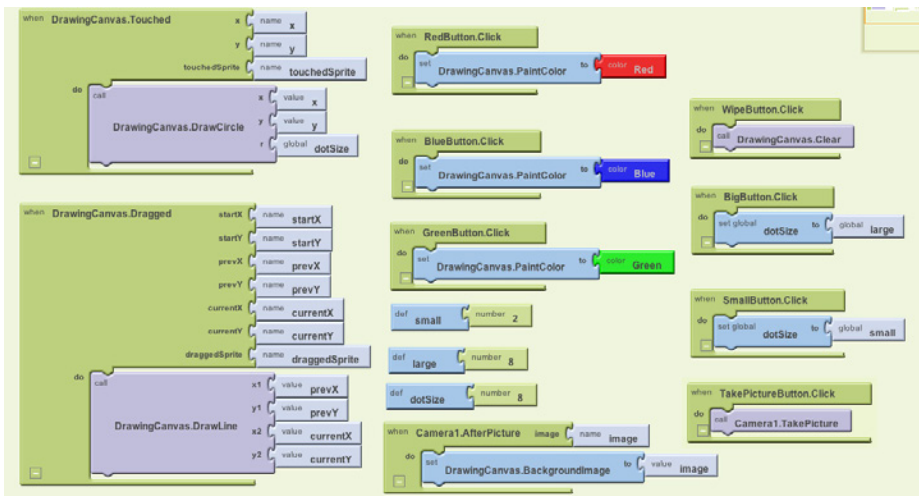 when DrawingCanvas.Touched x name x
y name y
touchedSprite name touchedSprite
do call DrawingCanvas.DrawCircle x value x
y value y
r global dotSize
when DrawingCanvas.Dragged startX name startX
startY name startY
prevX name prevX
prevY name prevY
currentX name currentX
currentY name currentY
draggedSprite name draggedSprite
do call DrawingCanvas.DrawLine x1 value prevX
y1 value prevY
x2 value currentX
y2 value currentY
when RedButton.Click
do set DrawingCanvas.PaintColor to color Red
when BlueButton.Click
do set DrawingCanvas.PaintColor to color Blue
when GreenButton.Click
do set DrawingCanvas.PaintColor to color Green
def small number 2
def large number 8
def dotSize number 8
when Camera1.AfterPicture image name image
do set DrawingCanvas.BackgroundImage to value image
when WipeButton.Click
do call DrawingCanvas.Clear
when BigButton.Click
do set global dotSize to global large
when SmallButton.Click
do set global dotSize to global small
when TakePictureButton.Click
do call Camera1.TakePicture